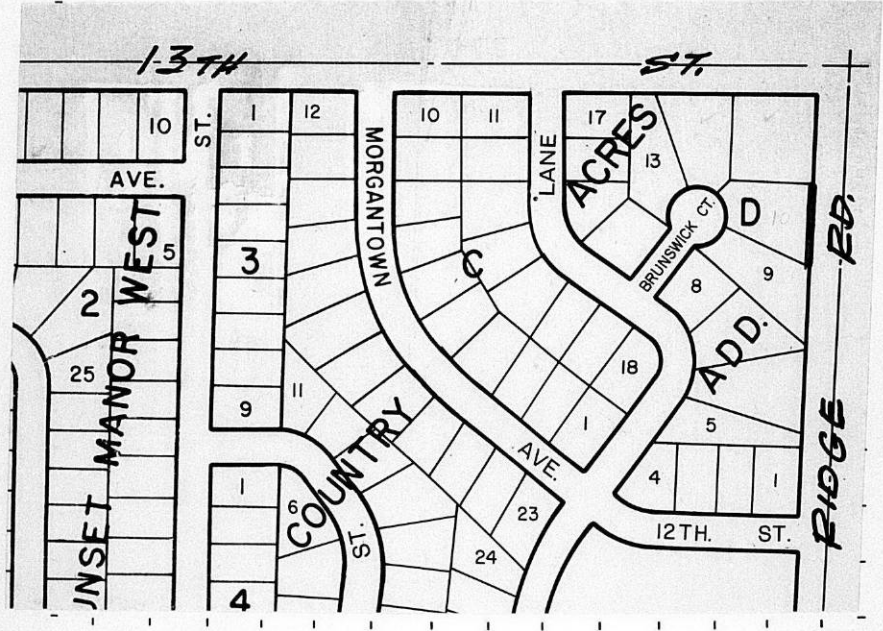 13TH ST.
10
ST.
1
12
MORGANTOWN
10
11
LANE
17
ACRES
13
AVE.
5
3
C
BRUNSWICK CT.
D
10
9
RD.
2
8
SUNSET MANOR WEST
25
18
ADD.
9
11
COUNTRY
1
5
RIDGE
AVE.
1
6
ST.
23
4
1
12TH. ST.
24
4